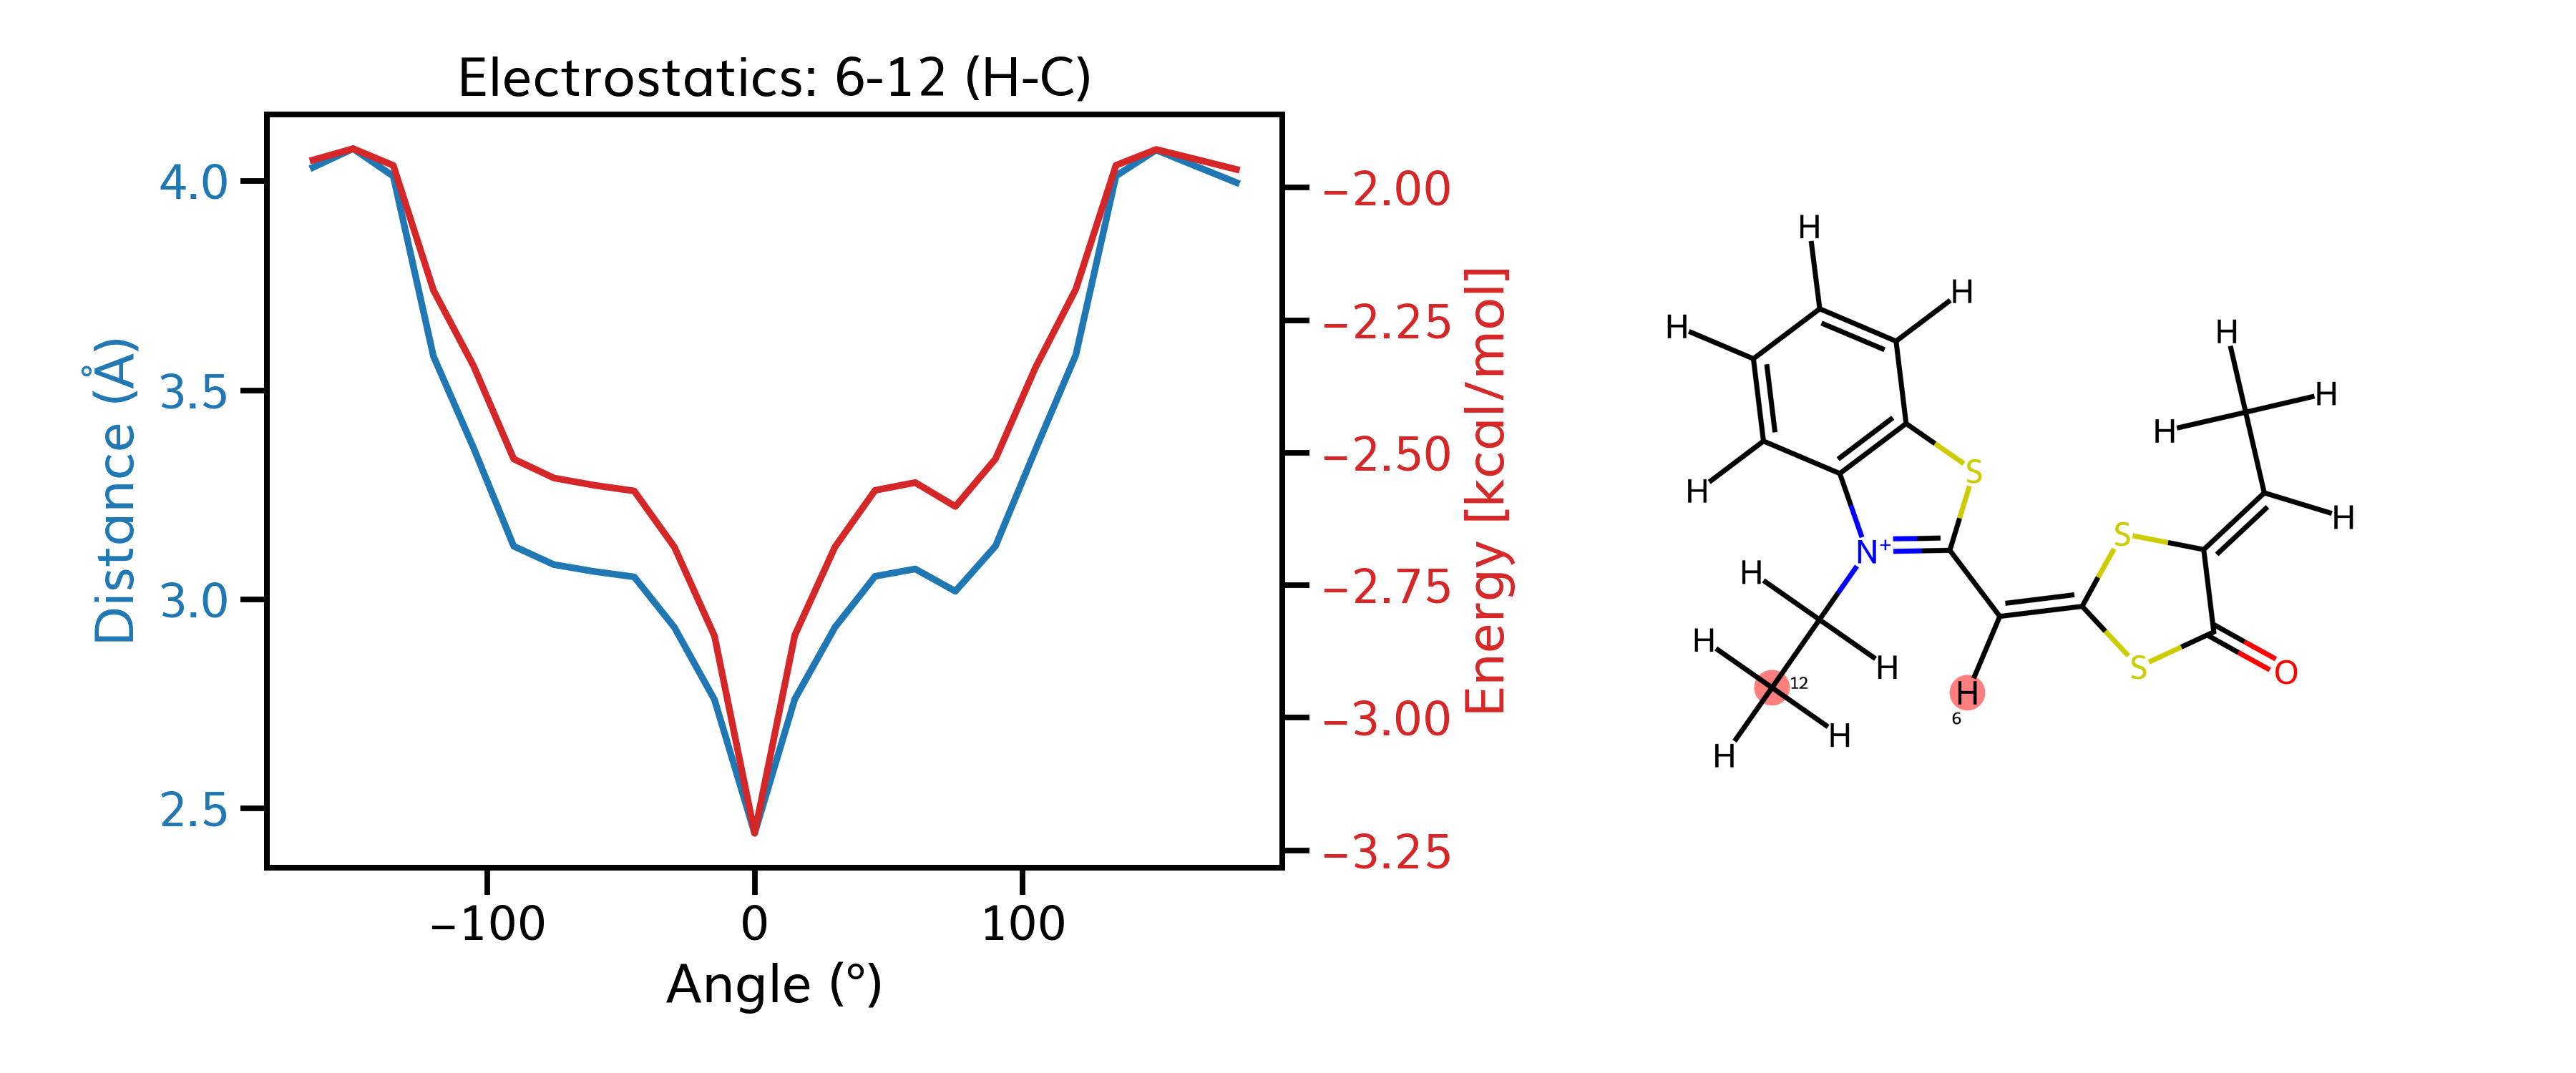 Electrostatics: 6-12 (H-C)
Distance (Å)
4.0
3.5
3.0
2.5
−100
0
100
Angle (°)
−2.00
−2.25
−2.50
−2.75
−3.00
−3.25
Energy [kcal/mol]
H
H
H
H
H
H
S
H
H
H
S
N+
H
H
H
S
O
12
H
6
H
H